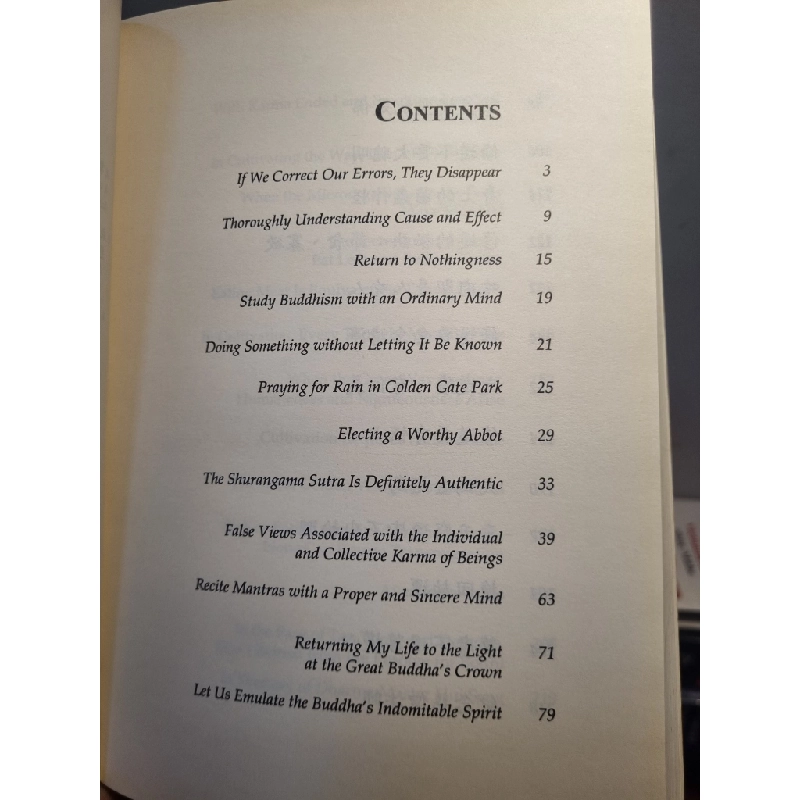 CONTENTS
If We Correct Our Errors, They Disappear 3
Thoroughly Understanding Cause and Effect 9
Return to Nothingness 15
Study Buddhism with an Ordinary Mind 19
Doing Something without Letting It Be Known 21
Praying for Rain in Golden Gate Park 25
Electing a Worthy Abbot 29
The Shurangama Sutra Is Definitely Authentic 33
False Views Associated with the Individual 39
and Collective Karma of Beings
Recite Mantras with a Proper and Sincere Mind 63
Returning My Life to the Light 71
at the Great Buddha's Crown
Let Us Emulate the Buddha's Indomitable Spirit 79